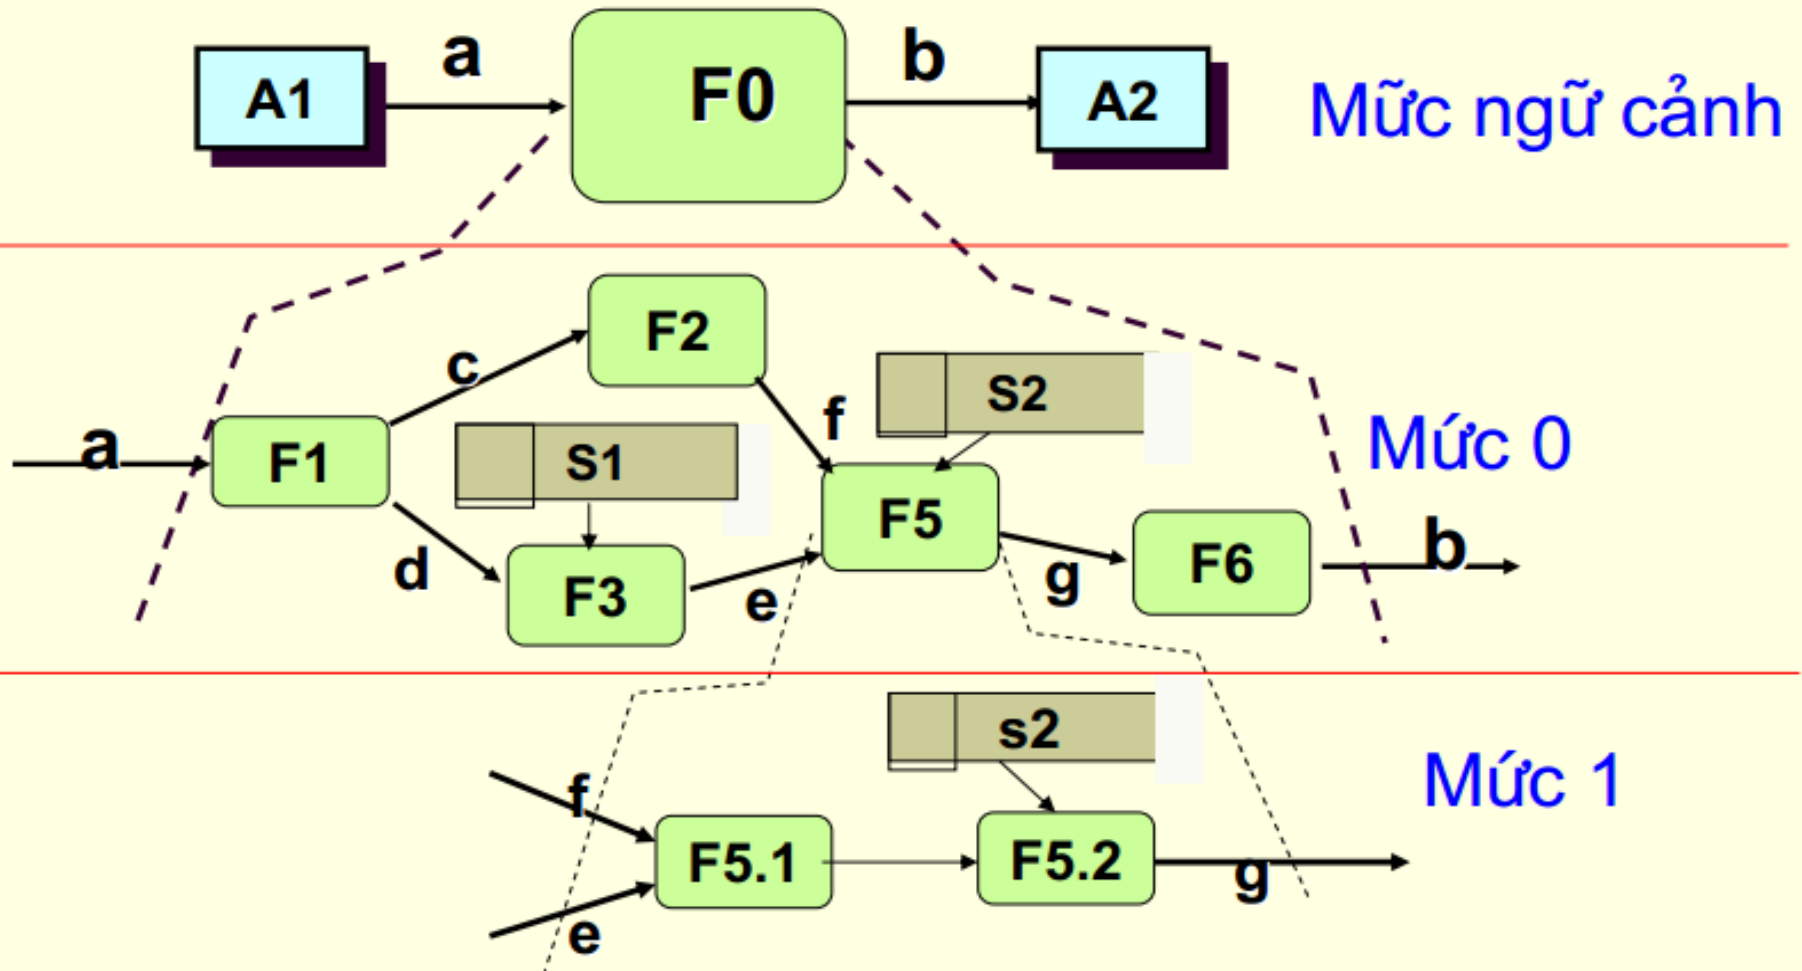 a
b
A1
F0
A2
Mữc ngữ cảnh
F2
c
S2
f
a
F1
S1
Mức 0
F5
d
F3
e
g
F6
b
s2
f
Mức 1
F5.1
F5.2
g
e